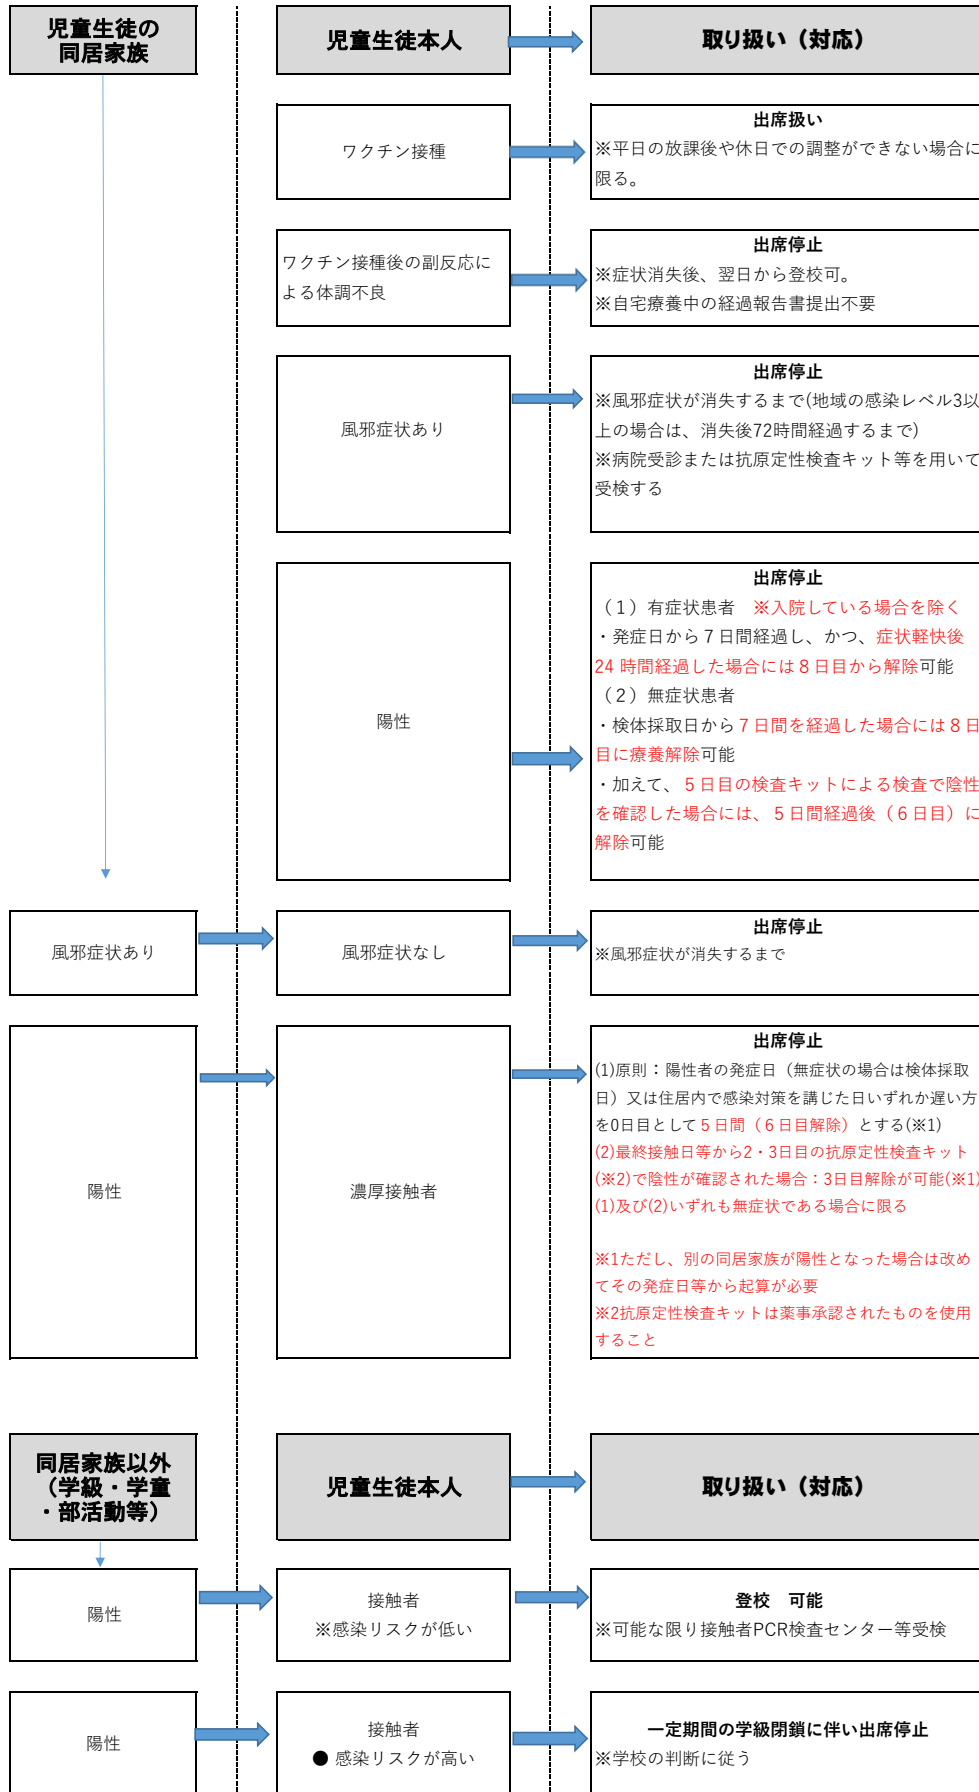 児童生徒の
同居家族
児童生徒本人
取り扱い（対応）
ワクチン接種
出席扱い
※平日の放課後や休日での調整ができない場合に
限る。
ワクチン接種後の副反応に
よる体調不良
出席停止
※症状消失後、翌日から登校可。
※自宅療養中の経過報告書提出不要
風邪症状あり
出席停止
※風邪症状が消失するまで(地域の感染レベル3以
上の場合は、消失後72時間経過するまで)
※病院受診または抗原定性検査キット等を用いて
受検する
陽性
出席停止
（１）有症状患者　※入院している場合を除く
・発症日から７日間経過し、かつ、症状軽快後
24 時間経過した場合には８日目から解除可能
（２）無症状患者
・検体採取日から７日間を経過した場合には８日
目に療養解除可能
・加えて、５日目の検査キットによる検査で陰性
を確認した場合には、５日間経過後（６日目）に
解除可能
風邪症状あり
風邪症状なし
出席停止
※風邪症状が消失するまで
陽性
濃厚接触者
出席停止
(1)原則：陽性者の発症日（無症状の場合は検体採取
日）又は住居内で感染対策を講じた日いずれか遅い方
を0日目として５日間（６日目解除）とする(※1)
(2)最終接触日等から2・3日目の抗原定性検査キット
(※2)で陰性が確認された場合：3日目解除が可能(※1)
(1)及び(2)いずれも無症状である場合に限る
※1ただし、別の同居家族が陽性となった場合は改め
てその発症日等から起算が必要
※2抗原定性検査キットは薬事承認されたものを使用
すること
同居家族以外
（学級・学童
・部活動等）
児童生徒本人
取り扱い（対応）
陽性
接触者
※感染リスクが低い
登校　可能
※可能な限り接触者PCR検査センター等受検
陽性
接触者
● 感染リスクが高い
一定期間の学級閉鎖に伴い出席停止
※学校の判断に従う